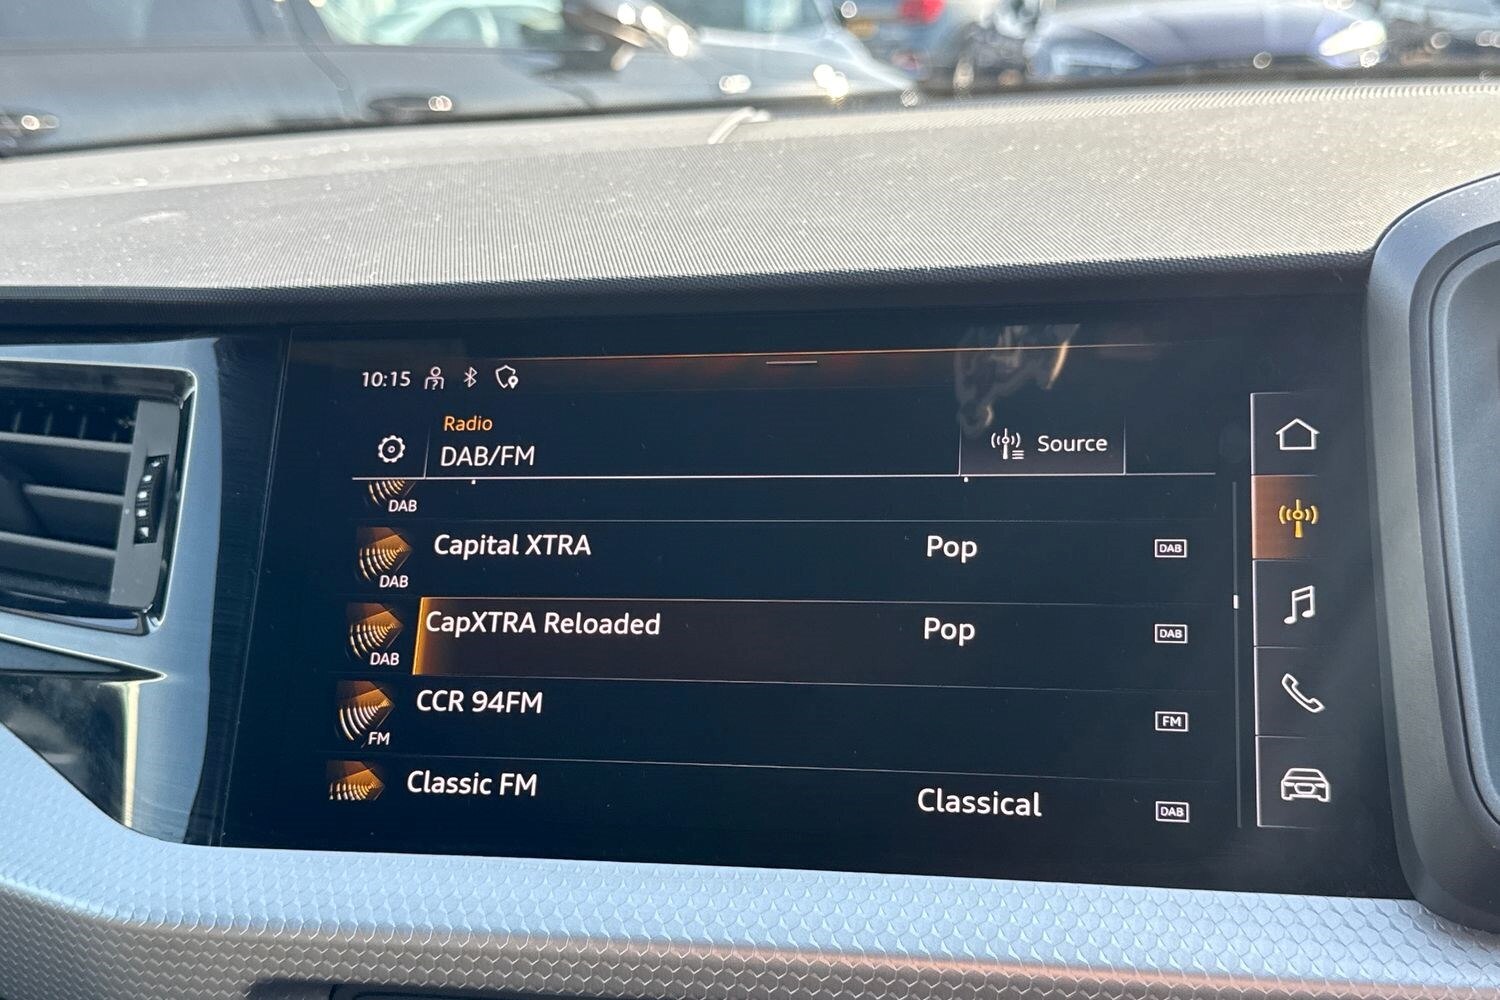 10:15
Radio
DAB/FM
Source
DAB
Capital XTRA Pop DAB
DAB
CapXTRA Reloaded Pop DAB
DAB
CCR 94FM FM
FM
Classic FM Classical DAB